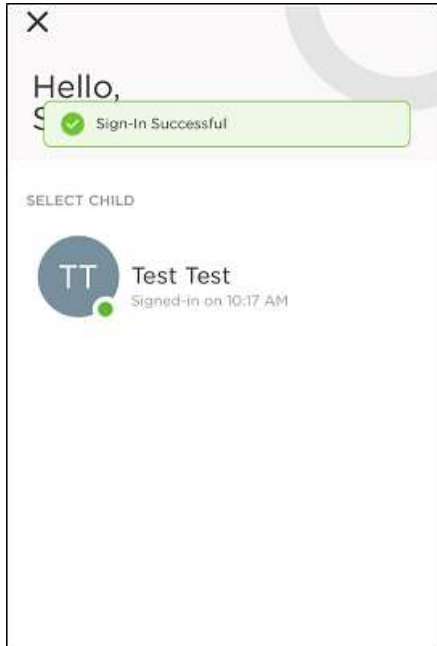 Hello,
Sign-In Successful
SELECT CHILD
TT
Test Test
Signed-in on 10:17 AM